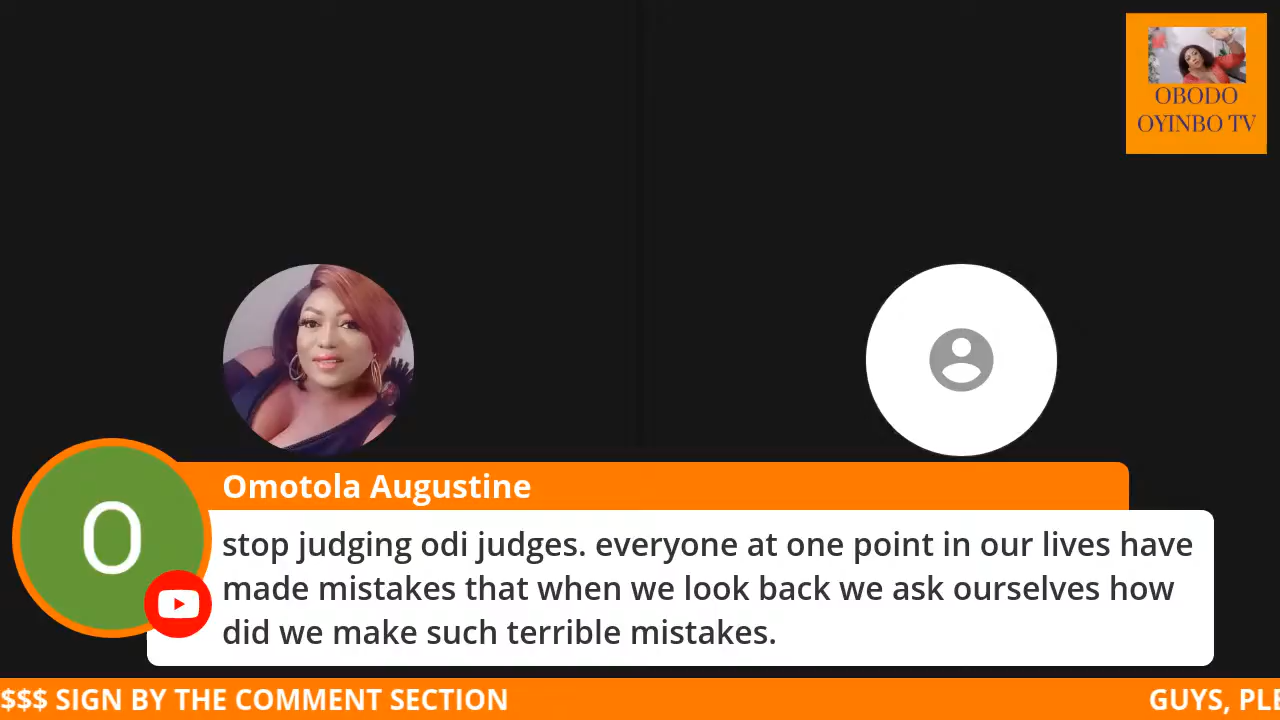 OBODO
OYINBO TV
O
Omotola Augustine
stop judging odi judges. everyone at one point in our lives have
made mistakes that when we look back we ask ourselves how
did we make such terrible mistakes.
$$$ SIGN BY THE COMMENT SECTION
GUYS,